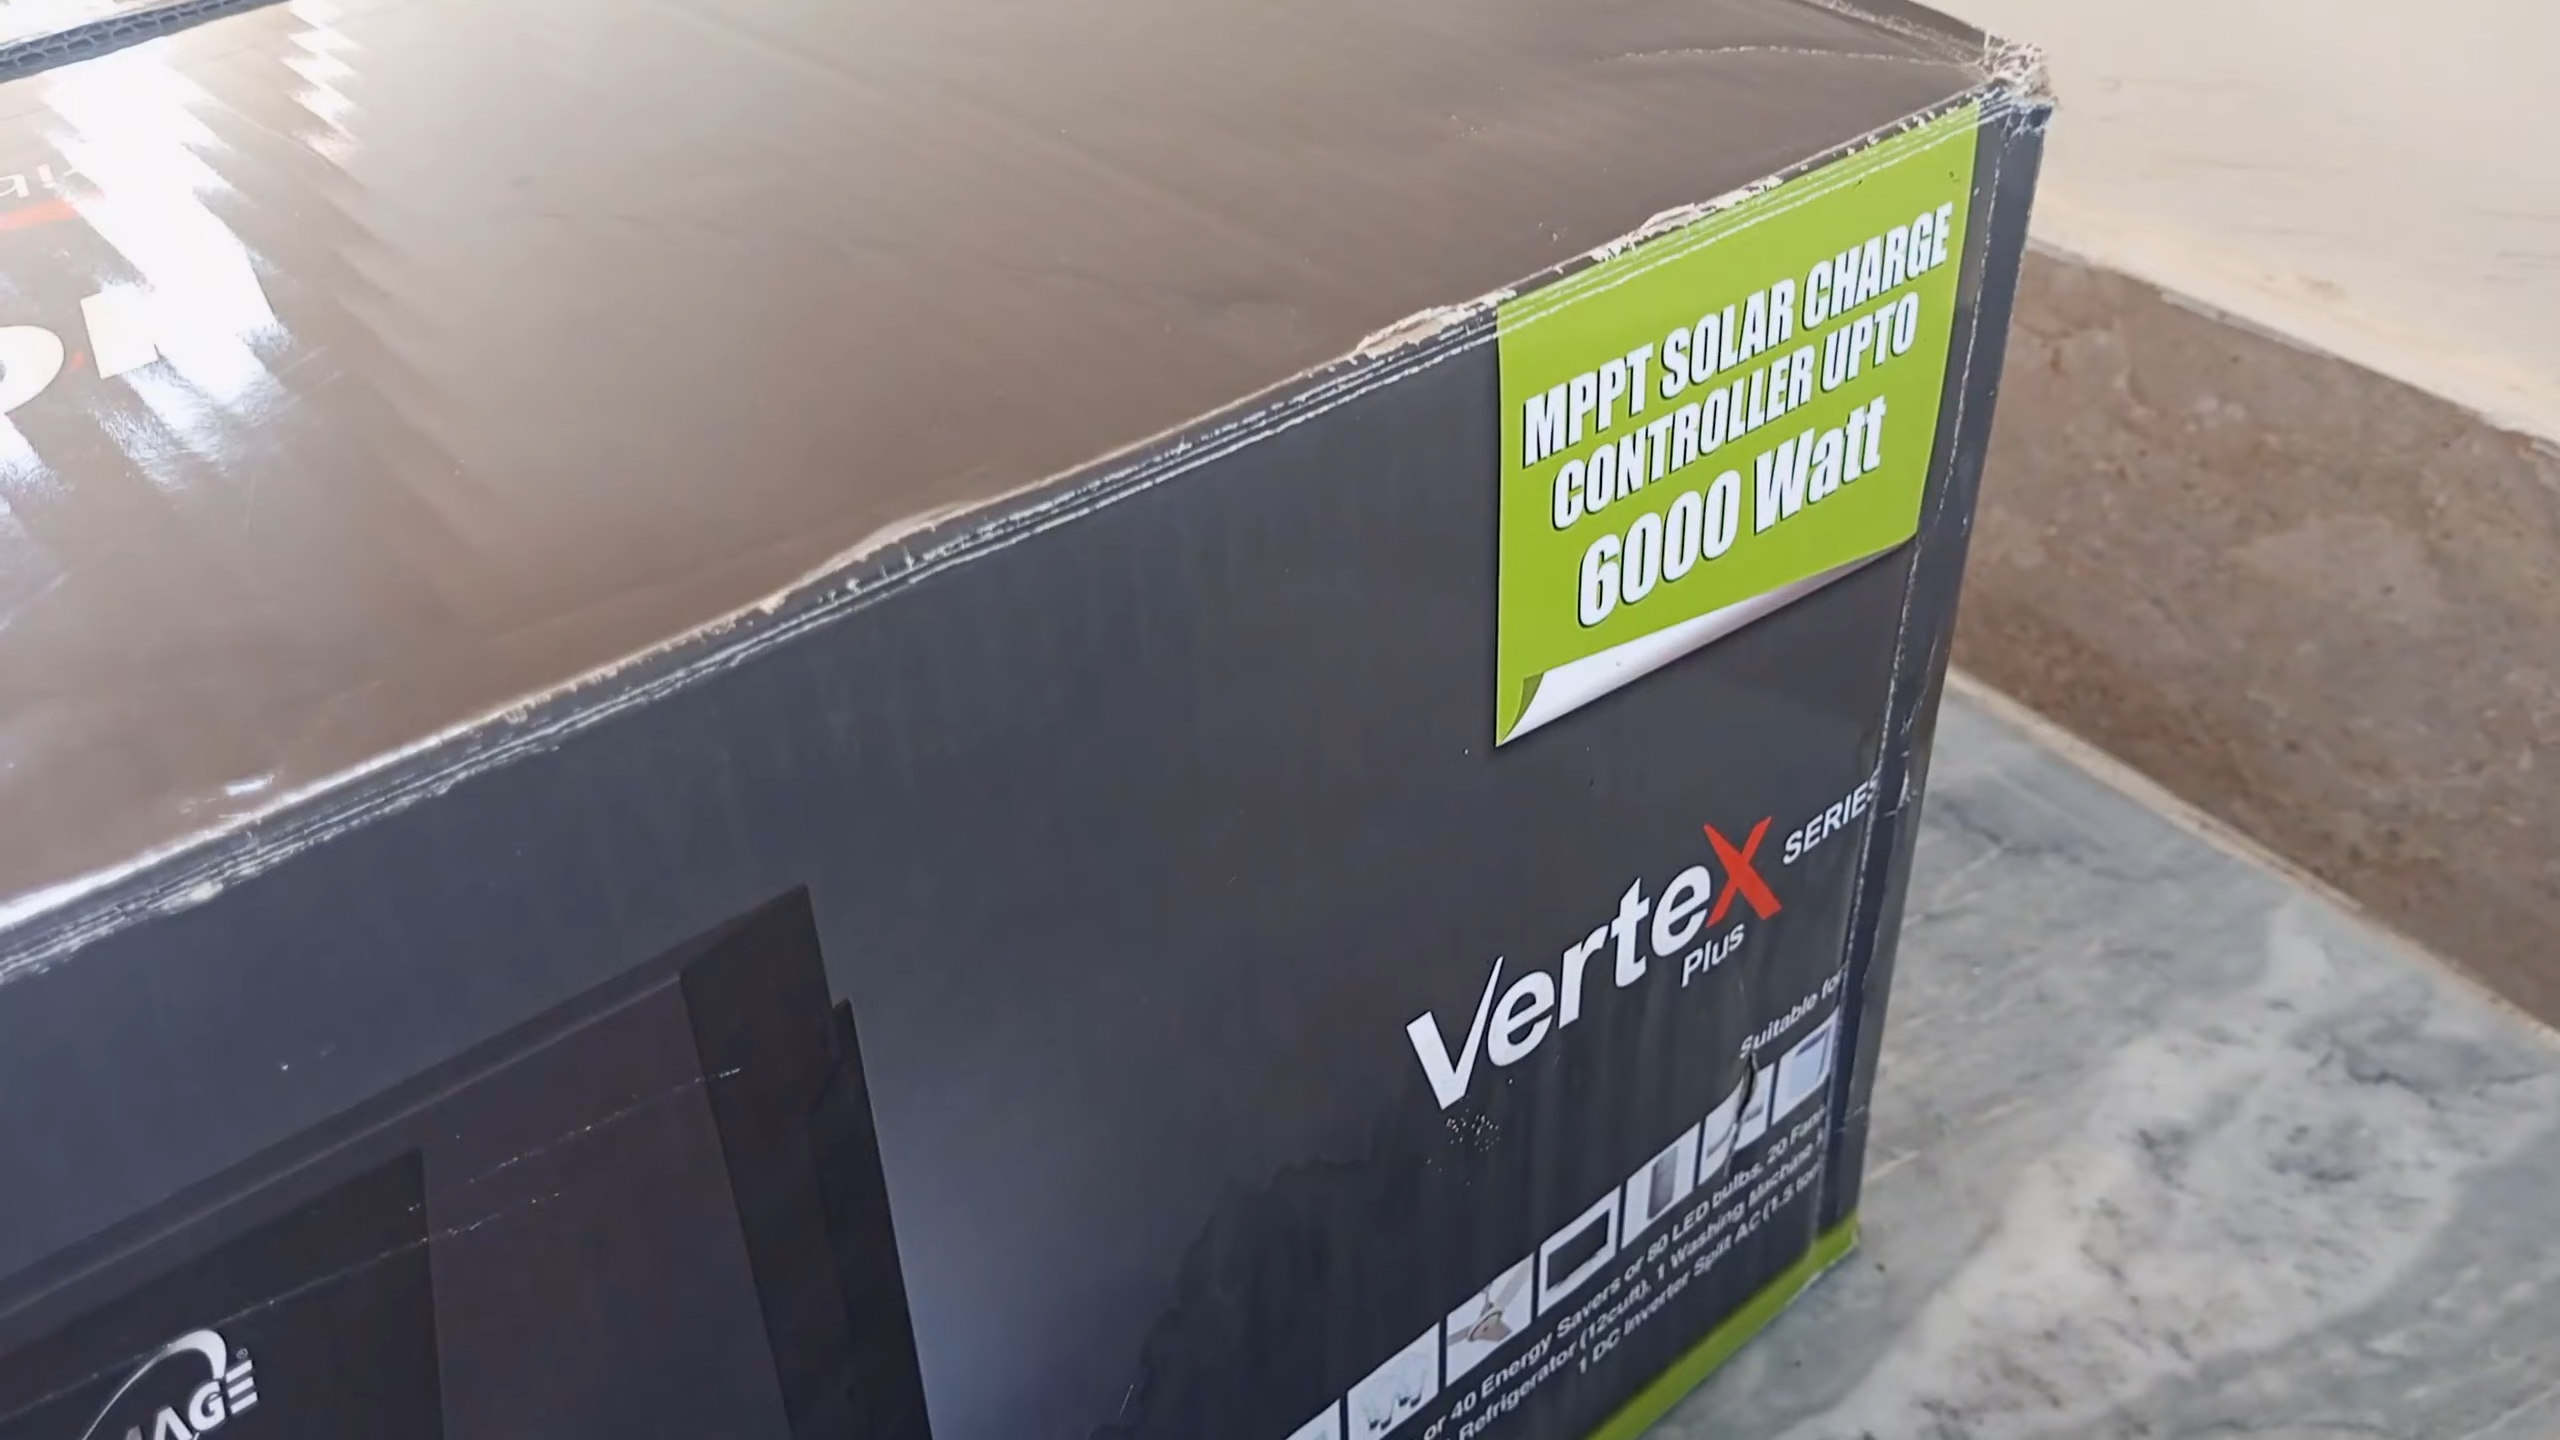 MPPT SOLAR CHARGE
CONTROLLER UPTO
6000 Watt
VerteX SERIES
Plus
Suitable for
or 40 Energy Savers or 80 LED bulbs, 20 Fans
Refrigerator (12cuft), 1 Washing Machine
1 DC Inverter Split AC (1.5 ton